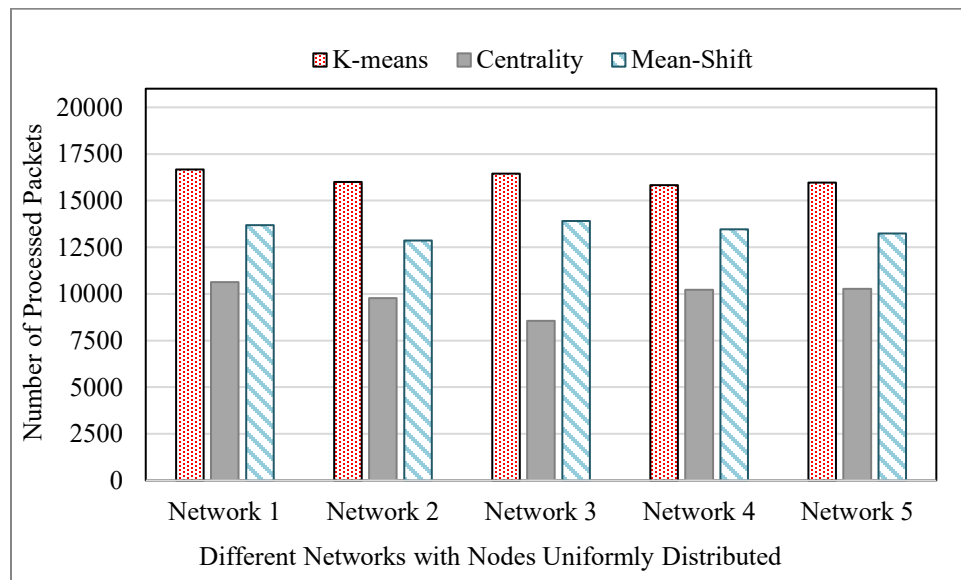 K-means Centrality Mean-Shift
Number of Processed Packets
20000
17500
15000
12500
10000
7500
5000
2500
0
Network 1 Network 2 Network 3 Network 4 Network 5
Different Networks with Nodes Uniformly Distributed